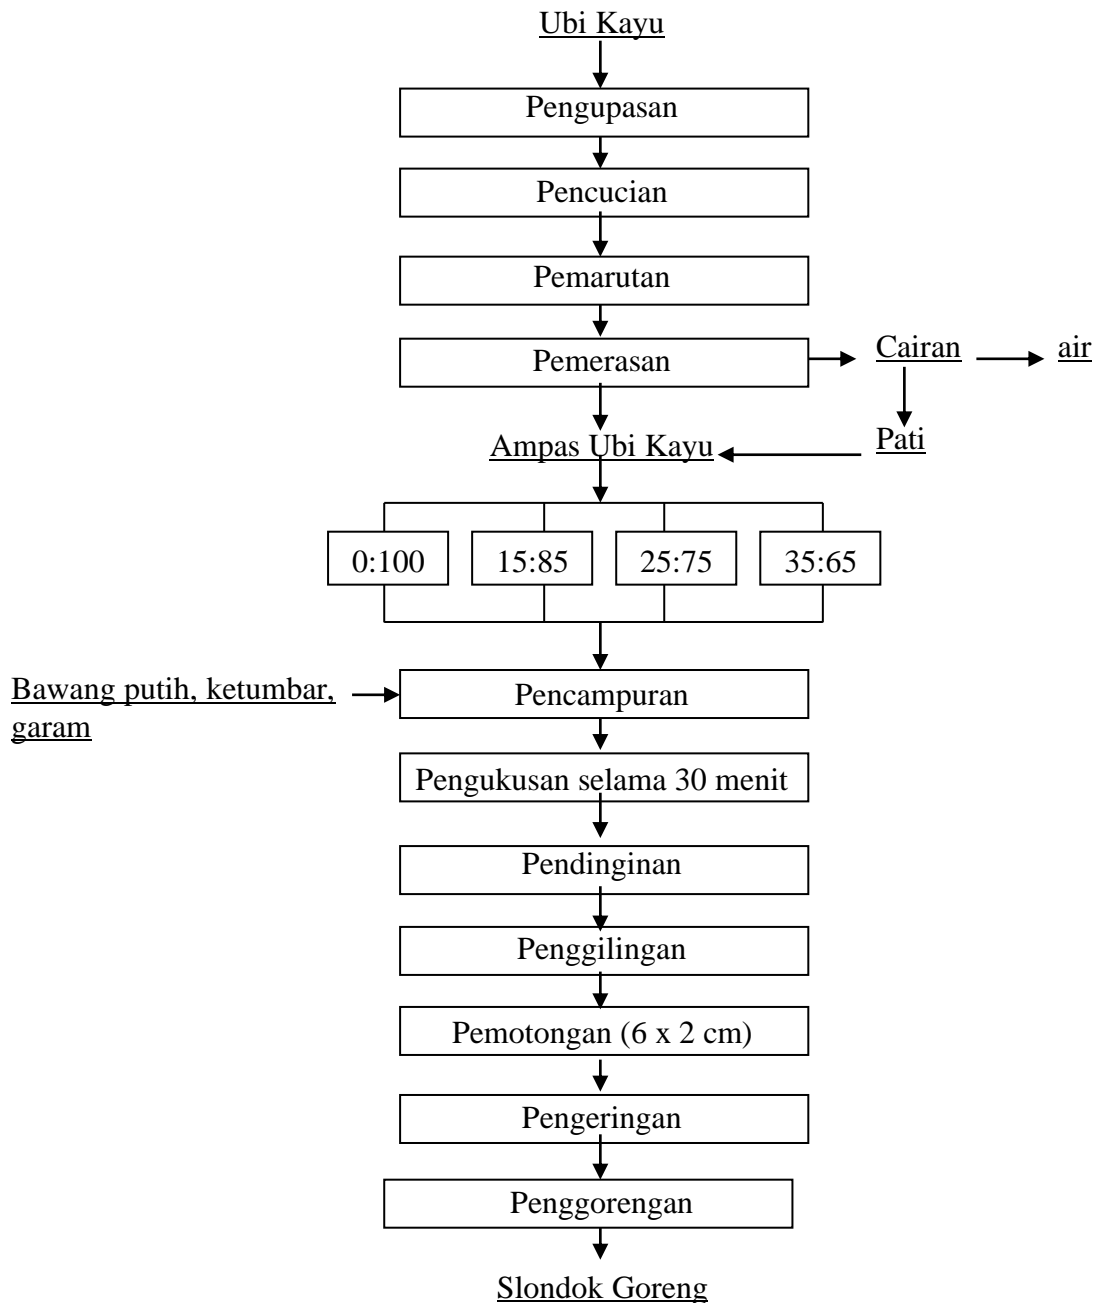 Ubi Kayu
Pengupasan
Pencucian
Pemarutan
Pemerasan
Cairan
air
Ampas Ubi Kayu
Pati
0:100
15:85
25:75
35:65
Bawang putih, ketumbar,
garam
Pencampuran
Pengukusan selama 30 menit
Pendinginan
Penggilingan
Pemotongan (6 x 2 cm)
Pengeringan
Penggorengan
Slondok Goreng